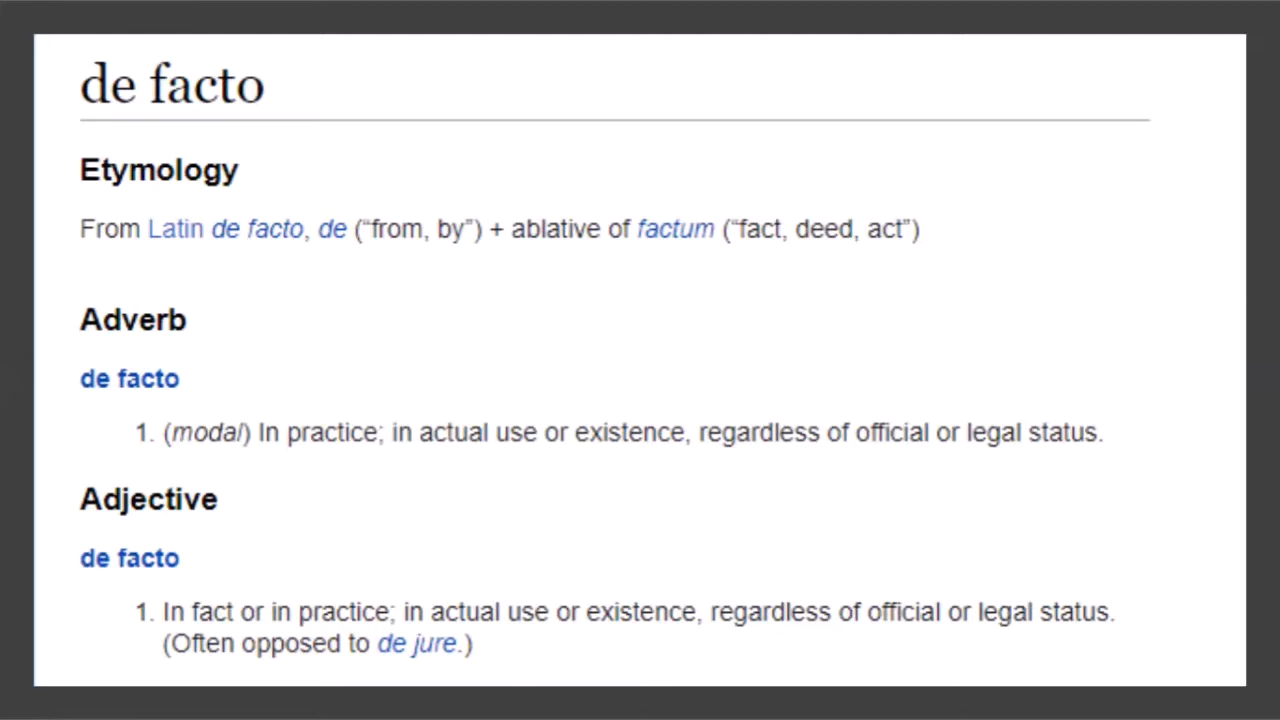 de facto
Etymology
From Latin de facto, de (“from, by”) + ablative of factum (“fact, deed, act”)
Adverb
de facto
1. (modal) In practice; in actual use or existence, regardless of official or legal status.
Adjective
de facto
1. In fact or in practice; in actual use or existence, regardless of official or legal status.
(Often opposed to de jure.)